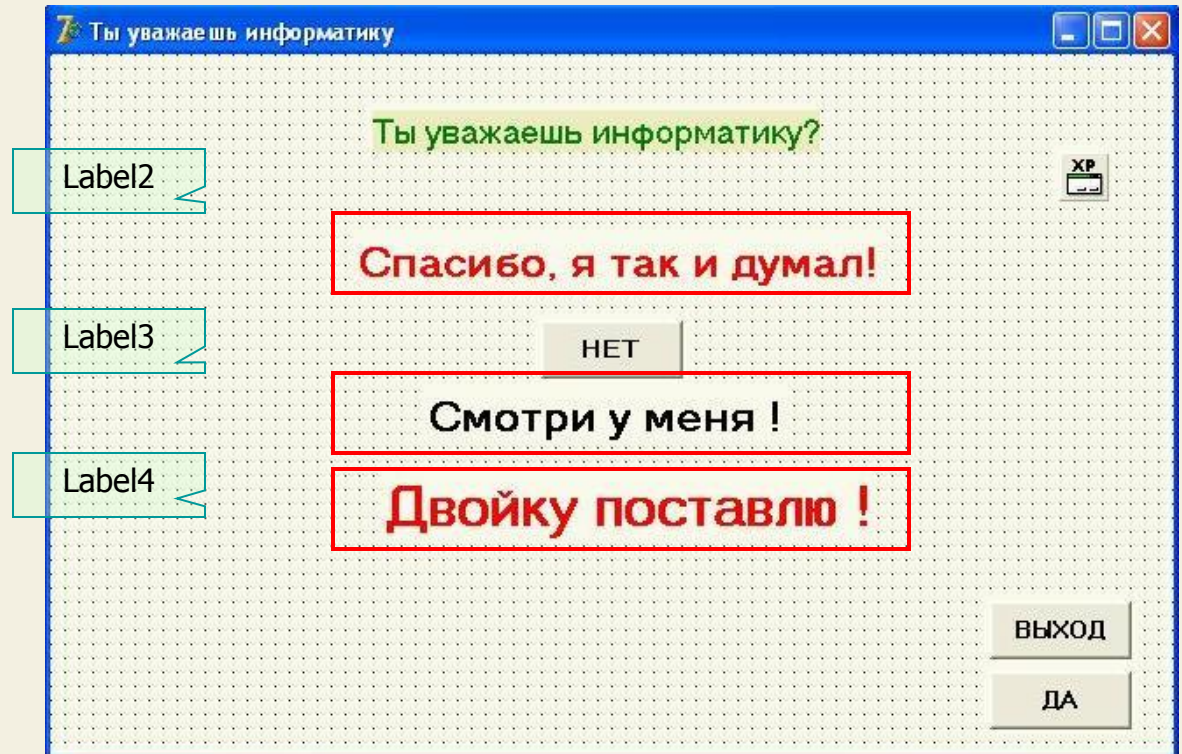 Ты уважаешь информатику
Ты уважаешь информатику?
XP
Label2
Спасибо, я так и думал!
Label3
НЕТ
Смотри у меня !
Label4
Двойку поставлю !
ВЫХОД
ДА